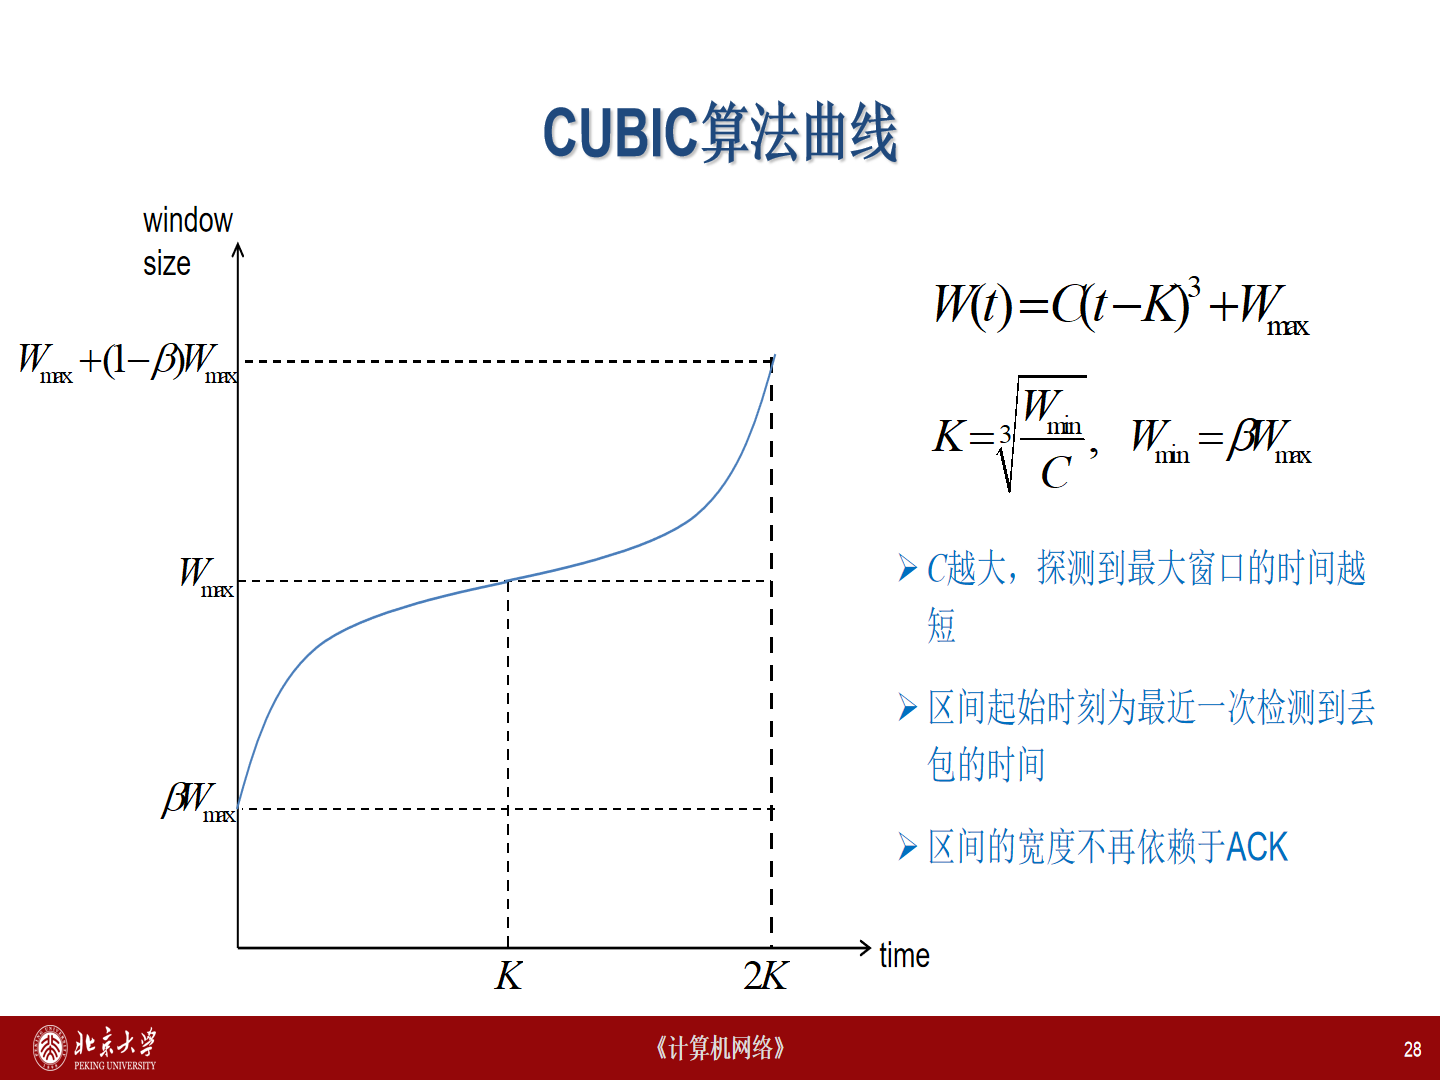 CUBIC算法曲线
window
size
W(t)=C(t−K)³+Wmax
Wmax+(1−β)Wmax
K=∛(Wmin/C), Wmin=βWmax
C越大，探测到最大窗口的时间越
短
Wmax
区间起始时刻为最近一次检测到丢
包的时间
βWmax
区间的宽度不再依赖于ACK
time
K
2K
北京大学
PEKING UNIVERSITY
《计算机网络》
28